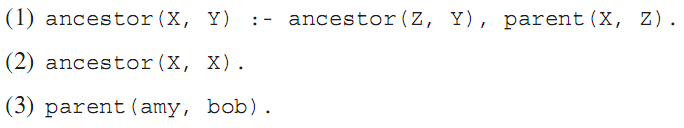 (1) ancestor(X, Y) :- ancestor(Z, Y), parent(X, Z).
(2) ancestor(X, X).
(3) parent(amy, bob).